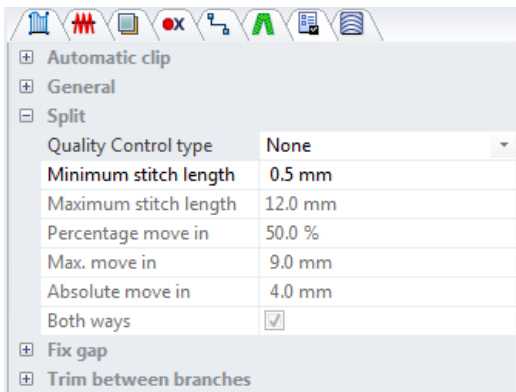 Automatic clip
General
Split
Quality Control type None
Minimum stitch length 0.5 mm
Maximum stitch length 12.0 mm
Percentage move in 50.0 %
Max. move in 9.0 mm
Absolute move in 4.0 mm
Both ways
Fix gap
Trim between branches